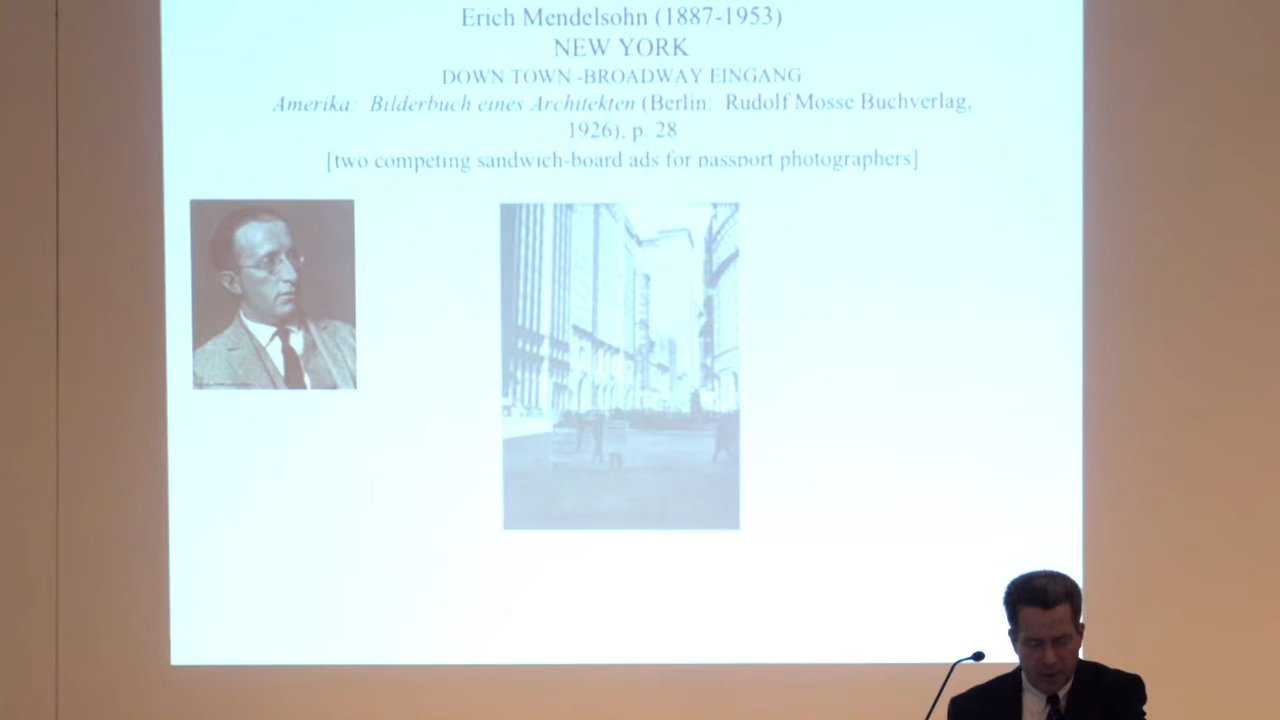 Erich Mendelsohn (1887-1953)
NEW YORK
DOWN TOWN -BROADWAY EINGANG
Amerika: Bilderbuch eines Architekten (Berlin: Rudolf Mosse Buchverlag,
1926), p. 28
[two competing sandwich-board ads for passport photographers]